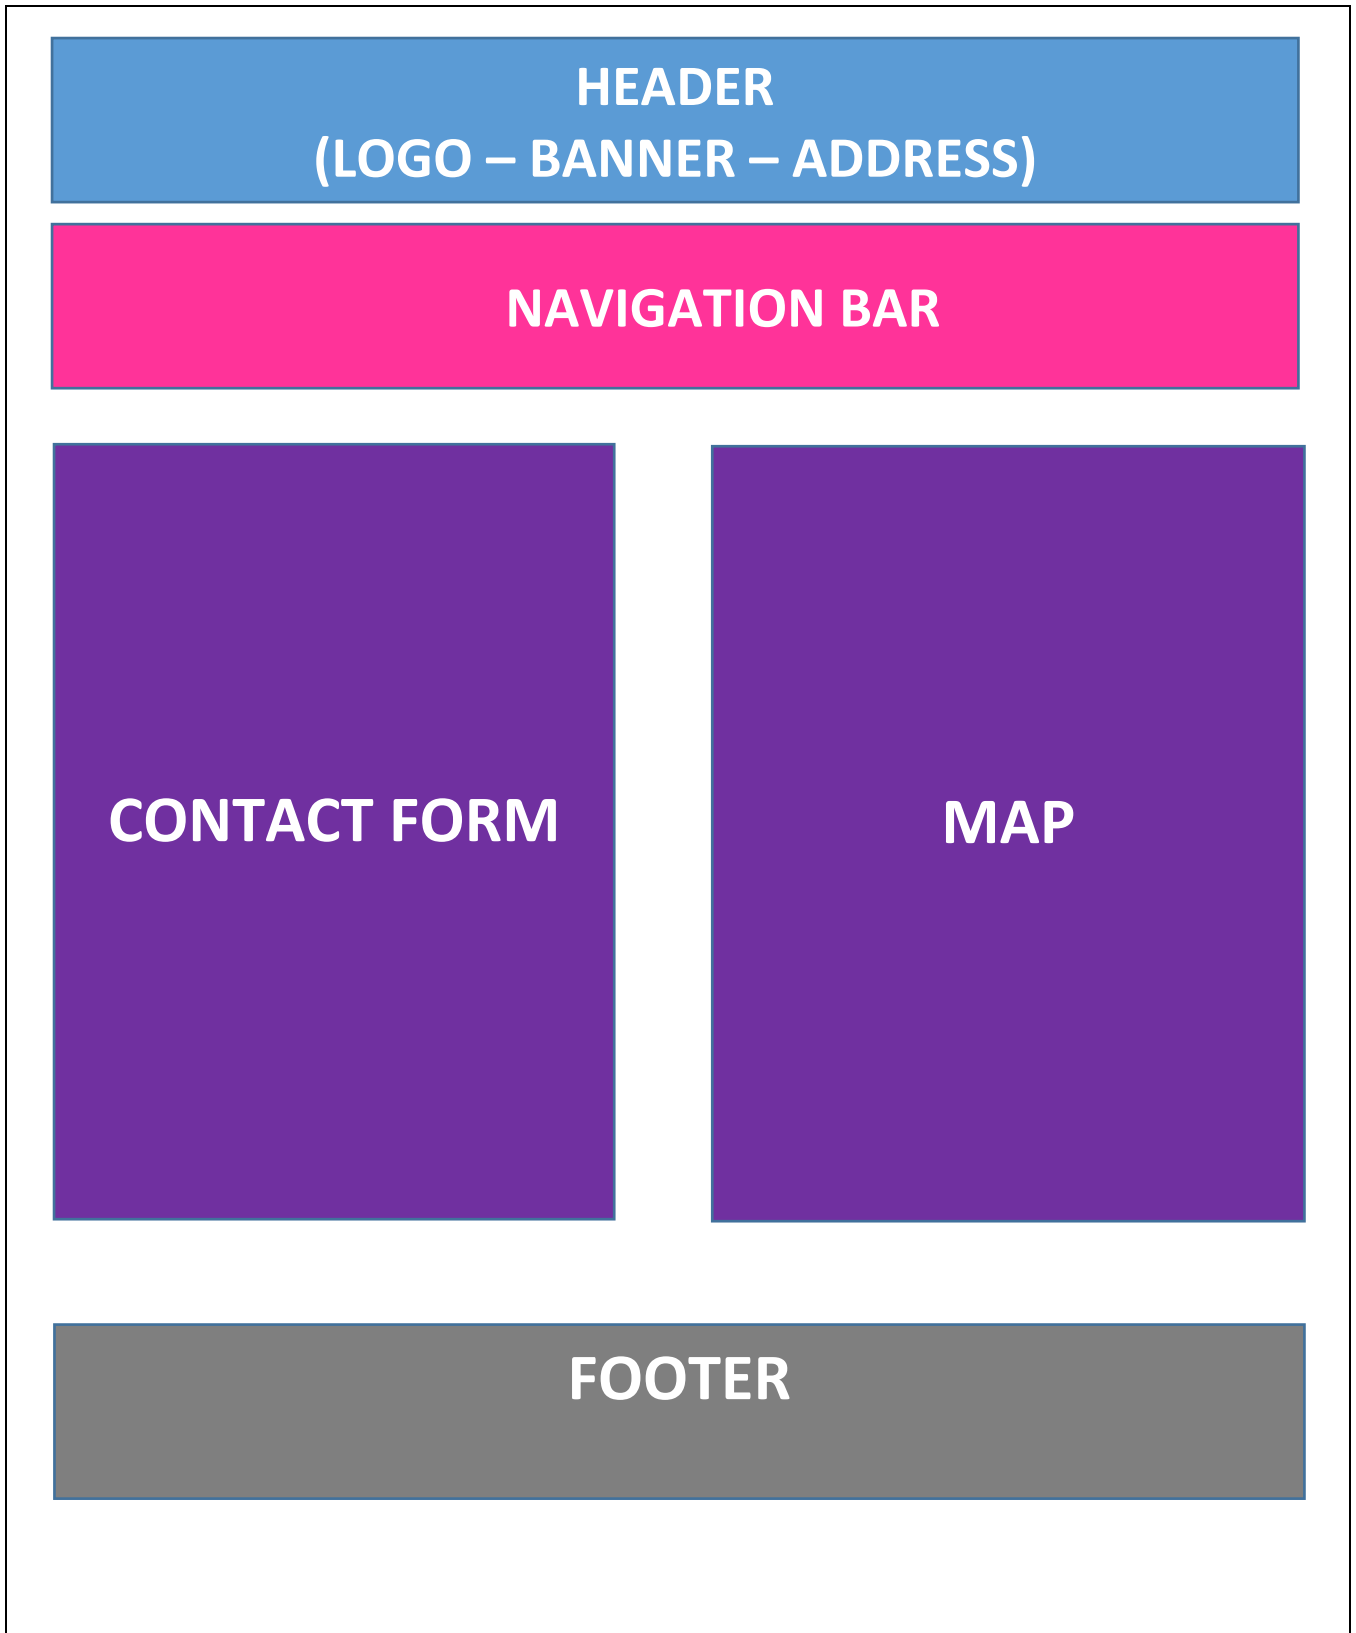 HEADER
(LOGO – BANNER – ADDRESS)
NAVIGATION BAR
CONTACT FORM
MAP
FOOTER